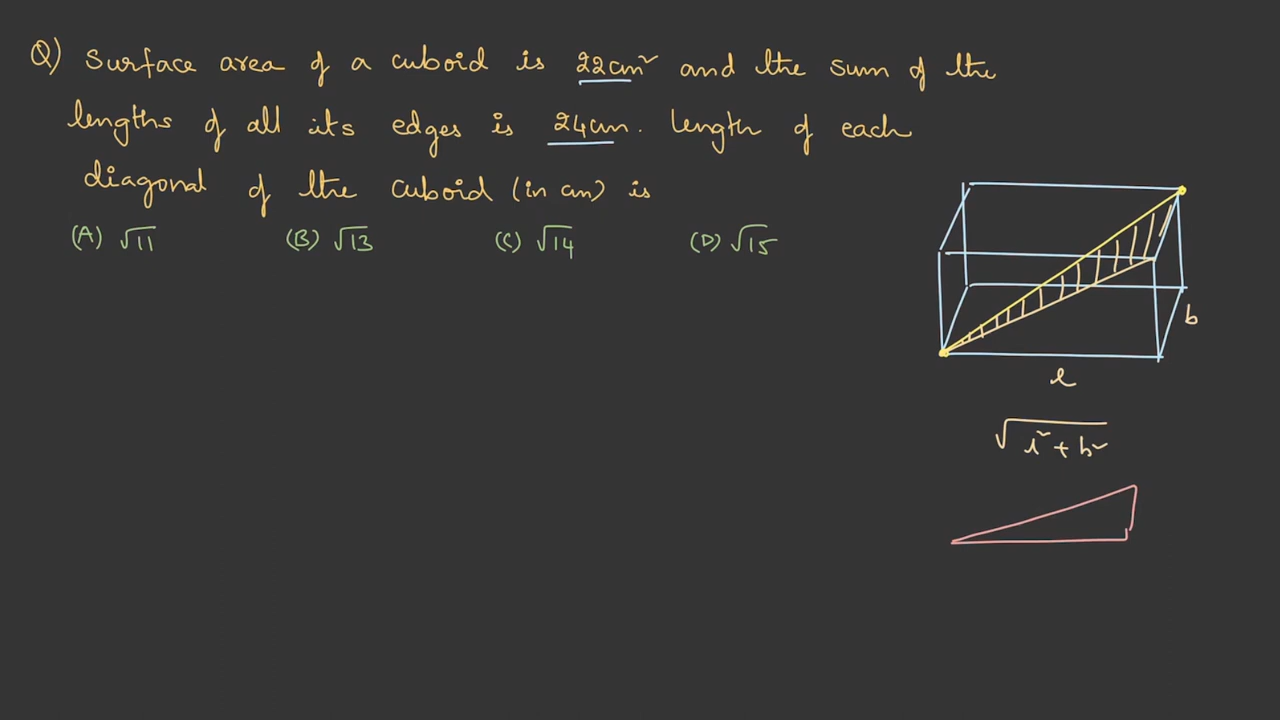 Q) Surface area of a cuboid is 22cm² and the sum of the
lengths of all its edges is 24cm. Length of each
diagonal of the cuboid (in cm) is
(A) √11 (B) √13 (C) √14 (D) √15
b
l
√l²+b²